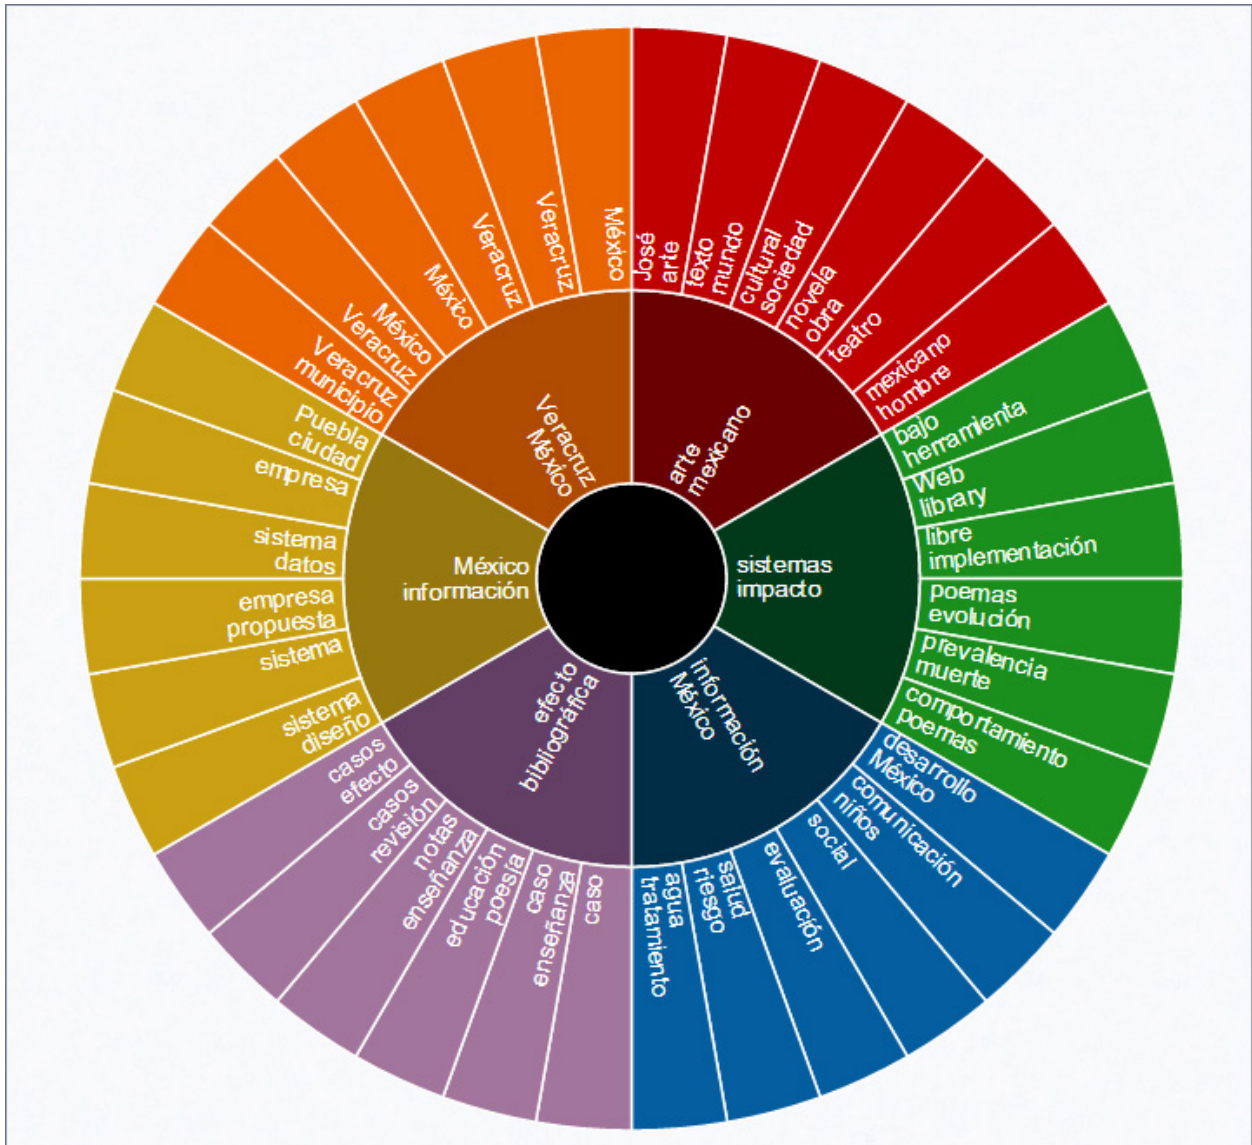 José
arte
texto
mundo
cultural
sociedad
novela
obra
teatro
mexicano
hombre
arte
mexicano
bajo
herramienta
Web
library
libre
implementación
poemas
evolución
prevalencia
muerte
comportamiento
poemas
sistemas
impacto
desarrollo
México
comunicación
niños
social
evaluación
salud
riesgo
agua
tratamiento
información
México
caso
caso
enseñanza
educación
poesía
notas
enseñanza
casos
revisión
casos
efecto
efecto
bibliográfica
sistema
diseño
sistema
empresa
propuesta
sistema
datos
empresa
Puebla
ciudad
México
información
Veracruz
municipio
México
Veracruz
México
Veracruz
Veracruz
México
Veracruz
México